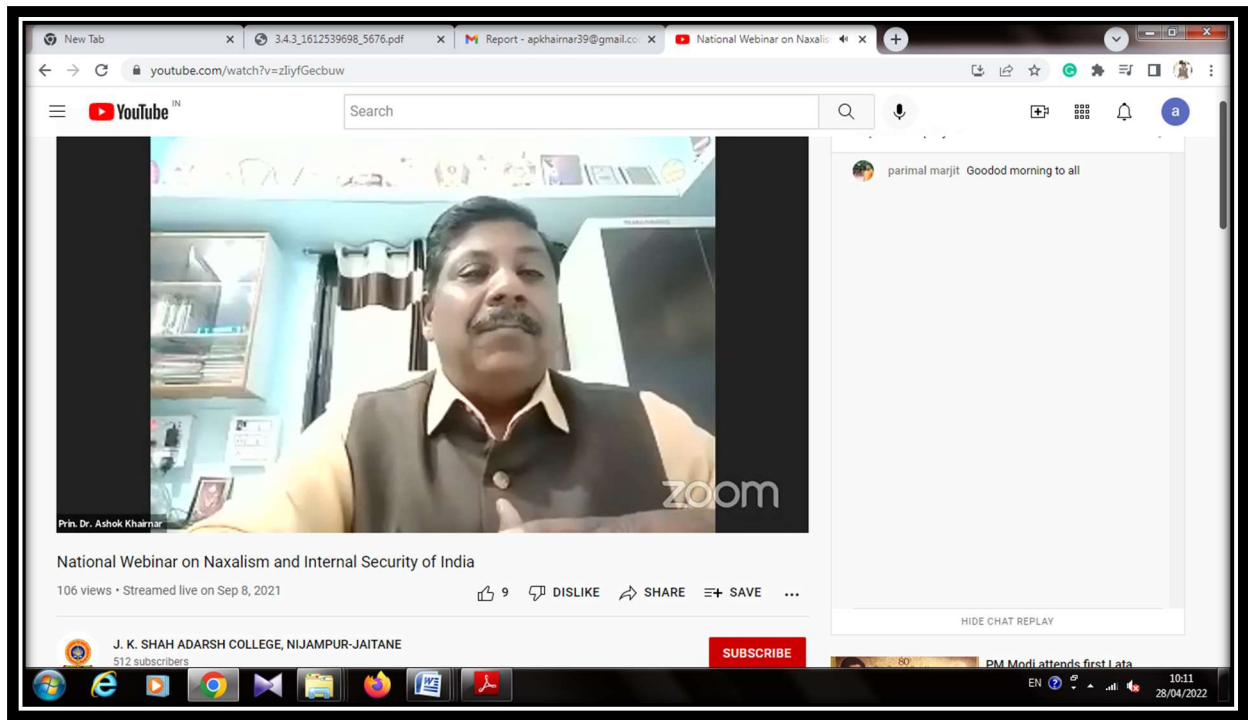 New Tab
3.4.3_1612539698_5676.pdf
Report - apkhairnar39@gmail.co
National Webinar on Naxalis
youtube.com/watch?v=zIiyfGecbuw
YouTube IN
Search
a
parimal marjit Goodod morning to all
zoom
Prin. Dr. Ashok Khairnar
National Webinar on Naxalism and Internal Security of India
106 views • Streamed live on Sep 8, 2021
9 DISLIKE SHARE SAVE ...
HIDE CHAT REPLAY
J. K. SHAH ADARSH COLLEGE, NIJAMPUR-JAITANE
512 subscribers
SUBSCRIBE
80
PM Modi attends first Lata
EN
10:11
28/04/2022